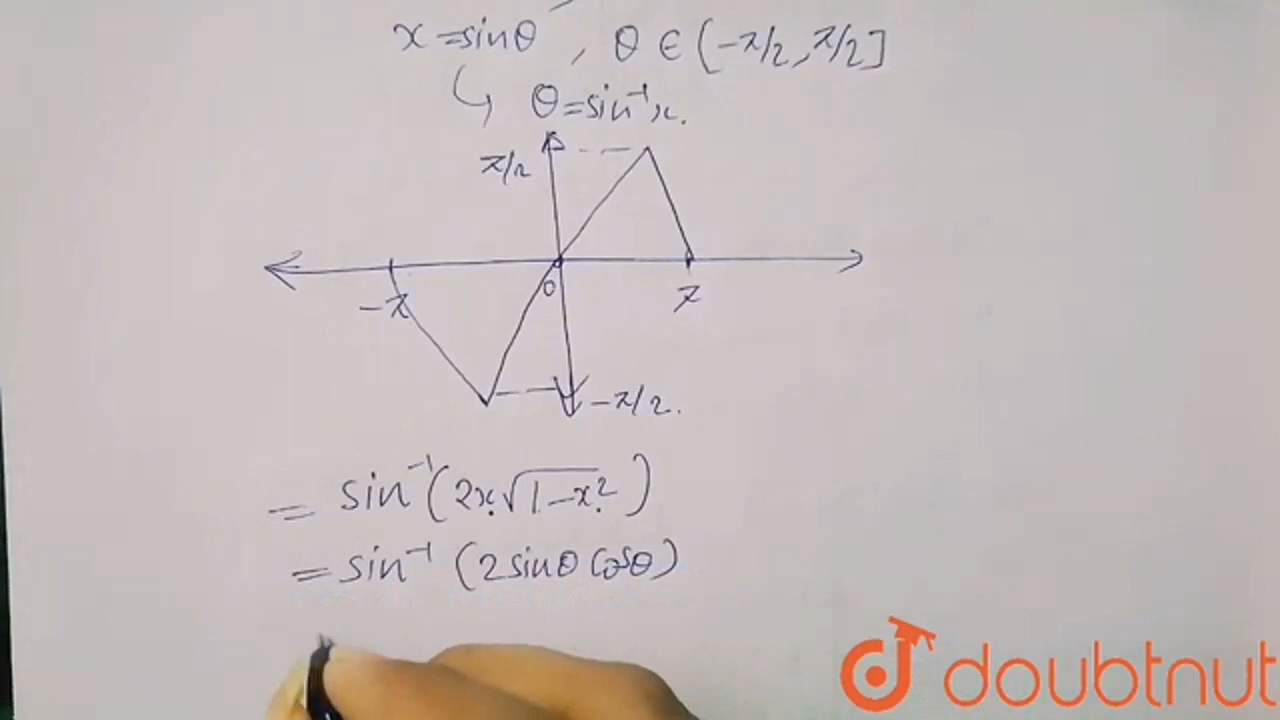 x=sinθ, θ ∈ (-π/2, π/2]
↳ θ=sin⁻¹x.
π/2
-π 0 π
-π/2.
= sin⁻¹(2x√1-x²)
= sin⁻¹ (2sinθ cosθ)
doubtnut